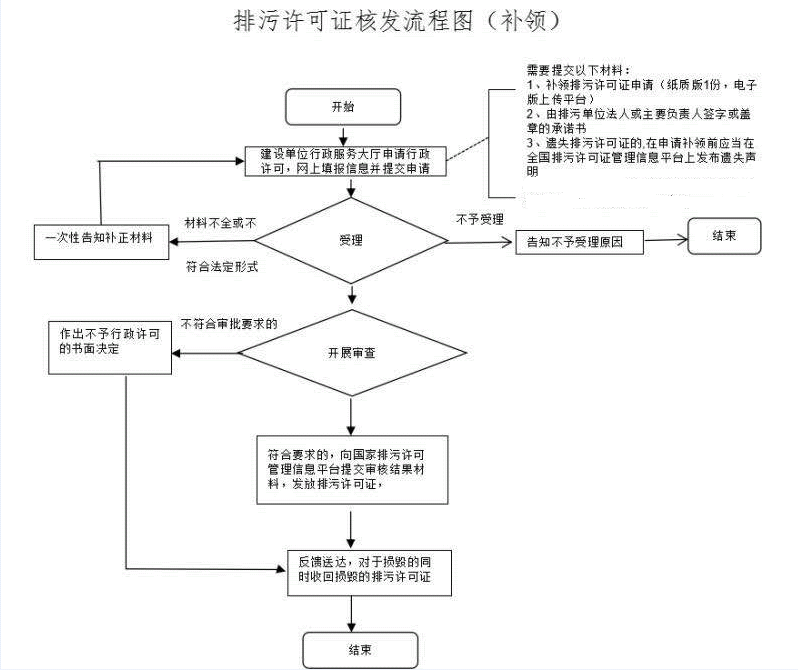 排污许可证核发流程图（补领）
需要提交以下材料：
1、补领排污许可证申请（纸质版1份，电子
版上传平台）
2、由排污单位法人或主要负责人签字或盖
章的承诺书
3、遗失排污许可证的,在申请补领前应当在
全国排污许可证管理信息平台上发布遗失声
明
开始
建设单位行政服务大厅申请行政
许可，网上填报信息并提交申请
材料不全或不
符合法定形式
一次性告知补正材料
受理
不予受理
告知不予受理原因
结束
不符合审批要求的
作出不予行政许可
的书面决定
开展审查
符合要求的，向国家排污许可
管理信息平台提交审核结果材
料，发放排污许可证，
反馈送达，对于损毁的同
时收回损毁的排污许可证
结束